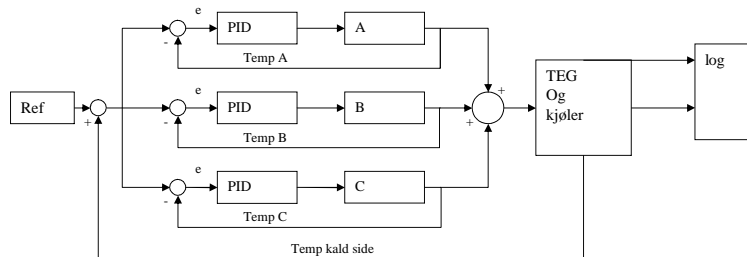 e
PID
A
-
Temp A
+
TEG
Og
kjøler
log
Ref
+
e
PID
B
-
Temp B
+
e
PID
C
-
Temp C
Temp kald side